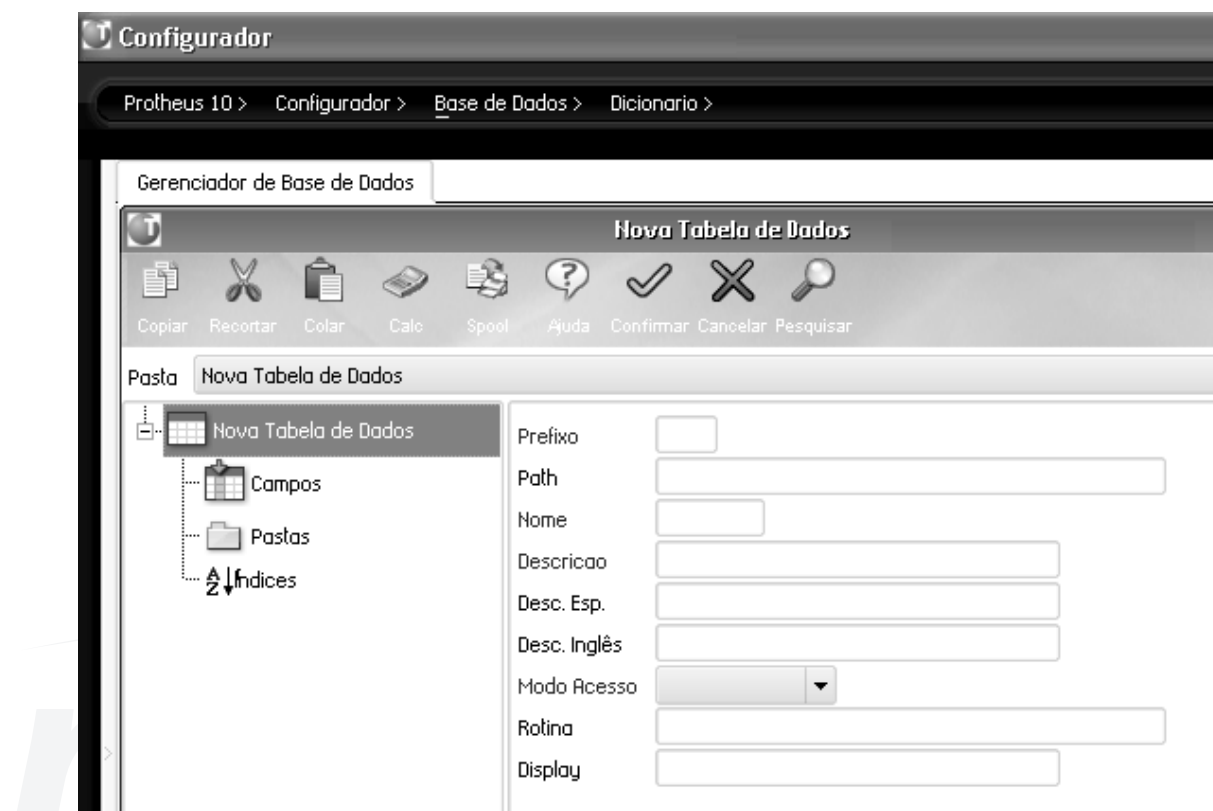 Configurador
Protheus 10 > Configurador > Base de Dados > Dicionario >
Gerenciador de Base de Dados
Nova Tabela de Dados
Copiar Recortar Colar Calc Spool Ajuda Confirmar Cancelar Pesquisar
Pasta Nova Tabela de Dados
Nova Tabela de Dados
Campos
Pastas
Índices
Prefixo
Path
Nome
Descricao
Desc. Esp.
Desc. Inglês
Modo Acesso
Rotina
Display